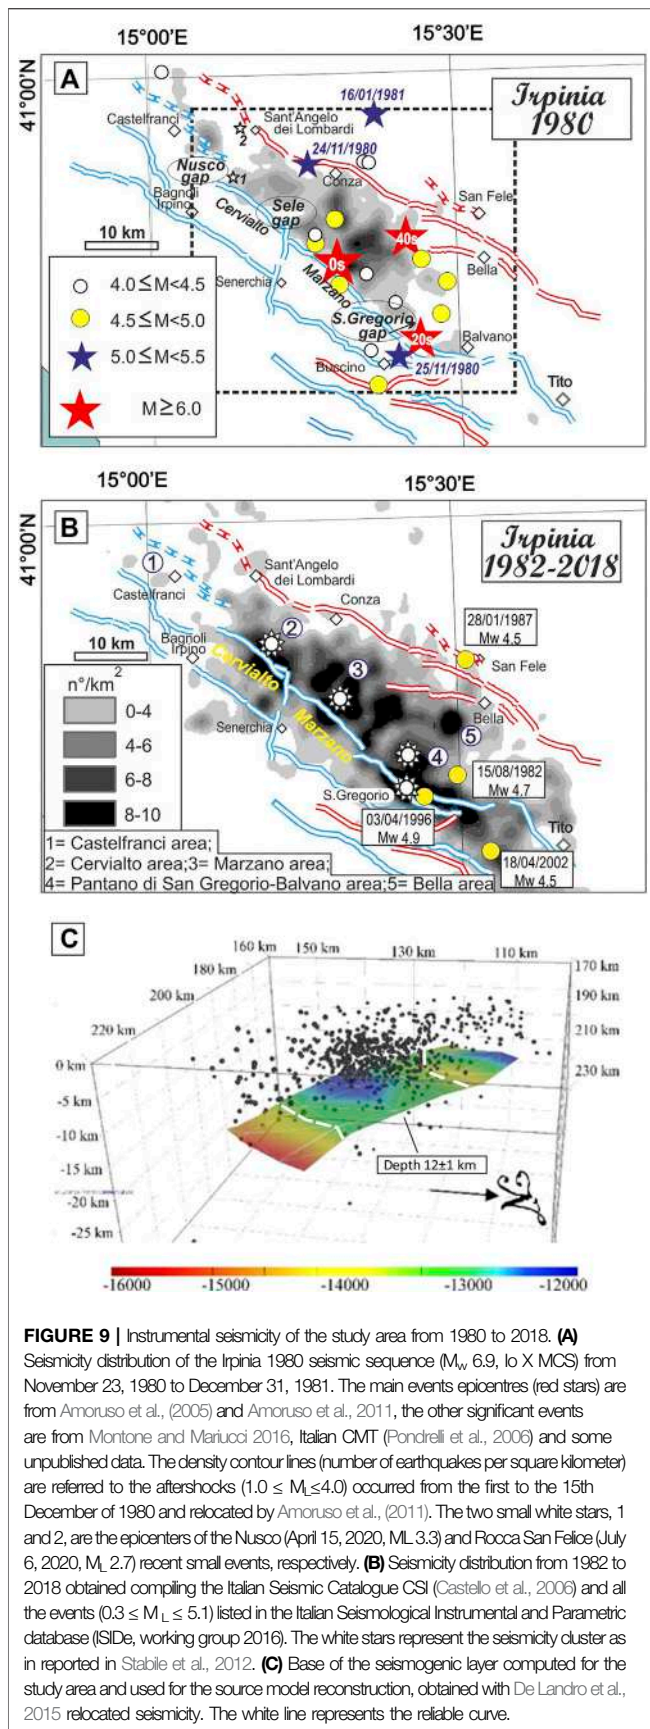 15°00'E
15°30'E
A
16/01/1981
Irpinia
1980
41°00'N
Castelfranci
2
Sant'Angelo
dei Lombardi
24/11/1980
Nusco
gap
1
Conza
San Fele
Bagnoli
Irpino
Sele
gap
Cervialto
40s
10 km
0s
Bella
4.0≤M<4.5
Senerchia
Marzano
4.5≤M<5.0
S.Gregorio
gap
20s
Balvano
5.0≤M<5.5
Buscino
25/11/1980
Tito
M≥6.0
15°00'E
15°30'E
B
Irpinia
1982-2018
41°00'N
1
Sant'Angelo
dei Lombardi
Castelfranci
Conza
28/01/1987
Mw 4.5
10 km
Bagnoli
Irpino
2
San Fele
Cervialto
3
n°/km2
Bella
0-4
Senerchia
Marzano
5
4-6
4
15/08/1982
Mw 4.7
6-8
S.Gregorio
8-10
03/04/1996
Mw 4.9
Tito
1= Castelfranci area;
2= Cervialto area;3= Marzano area;
18/04/2002
Mw 4.5
4= Pantano di San Gregorio-Balvano area;5= Bella area
C
160 km
150 km
130 km
110 km
170 km
180 km
190 km
200 km
210 km
220 km
230 km
0 km
-5 km
-10 km
-15 km
-20 km
-25 km
Depth 12±1 km
N
-16000
-15000
-14000
-13000
-12000
FIGURE 9 | Instrumental seismicity of the study area from 1980 to 2018. (A)
Seismicity distribution of the Irpinia 1980 seismic sequence (Mw 6.9, Io X MCS) from
November 23, 1980 to December 31, 1981. The main events epicentres (red stars) are
from Amoruso et al., (2005) and Amoruso et al., 2011, the other significant events
are from Montone and Mariucci 2016, Italian CMT (Pondrelli et al., 2006) and some
unpublished data. The density contour lines (number of earthquakes per square kilometer)
are referred to the aftershocks (1.0 ≤ ML≤4.0) occurred from the first to the 15th
December of 1980 and relocated by Amoruso et al., (2011). The two small white stars, 1
and 2, are the epicenters of the Nusco (April 15, 2020, ML 3.3) and Rocca San Felice (July
6, 2020, ML 2.7) recent small events, respectively. (B) Seismicity distribution from 1982 to
2018 obtained compiling the Italian Seismic Catalogue CSI (Castello et al., 2006) and all
the events (0.3 ≤ M L ≤ 5.1) listed in the Italian Seismological Instrumental and Parametric
database (ISIDe, working group 2016). The white stars represent the seismicity cluster as
in reported in Stabile et al., 2012. (C) Base of the seismogenic layer computed for the
study area and used for the source model reconstruction, obtained with De Landro et al.,
2015 relocated seismicity. The white line represents the reliable curve.